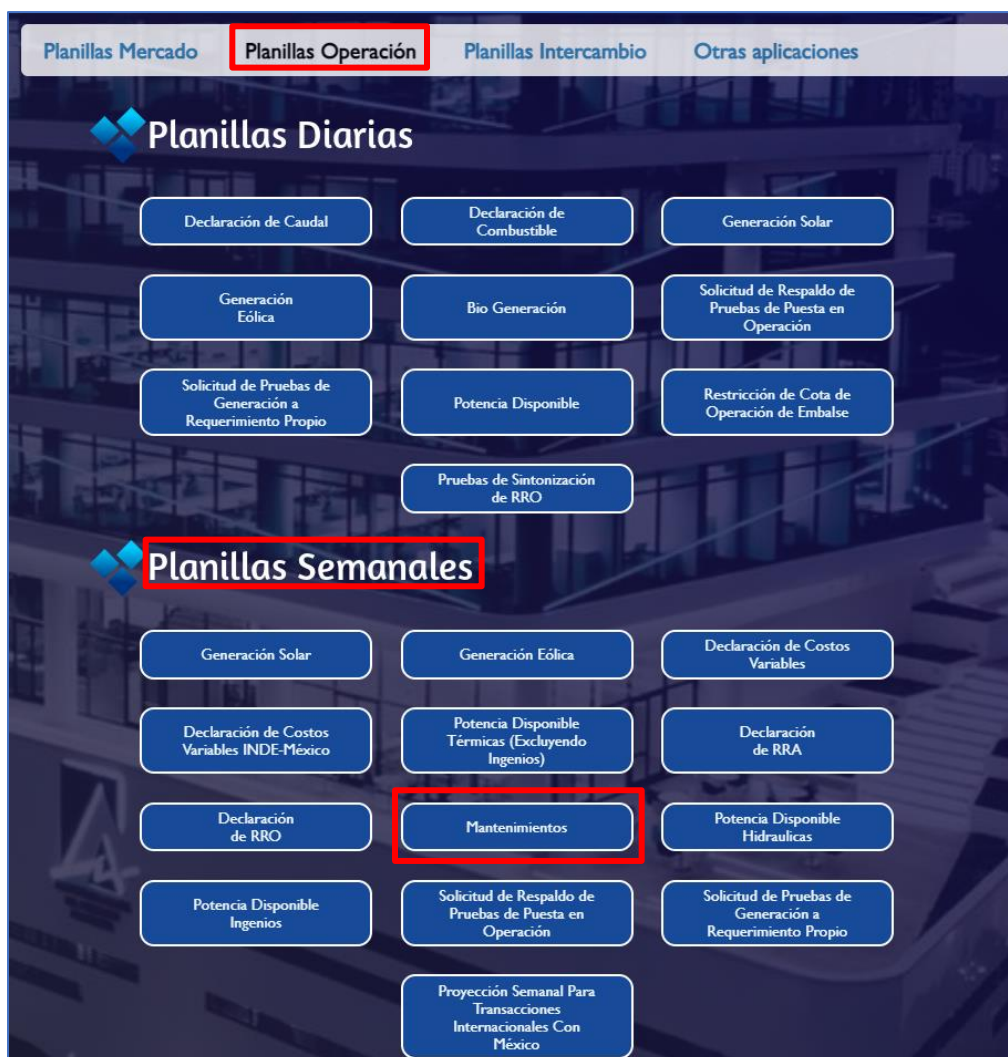 Planillas Mercado Planillas Operación Planillas Intercambio Otras aplicaciones
Planillas Diarias
Declaración de Caudal
Declaración de
Combustible
Generación Solar
Generación
Eólica
Bio Generación
Solicitud de Respaldo de
Pruebas de Puesta en
Operación
Solicitud de Pruebas de
Generación a
Requerimiento Propio
Potencia Disponible
Restricción de Cota de
Operación de Embalse
Pruebas de Sintonización
de RRO
Planillas Semanales
Generación Solar
Generación Eólica
Declaración de Costos
Variables
Declaración de Costos
Variables INDE-México
Potencia Disponible
Térmicas (Excluyendo
Ingenios)
Declaración
de RRA
Declaración
de RRO
Mantenimientos
Potencia Disponible
Hidraulicas
Potencia Disponible
Ingenios
Solicitud de Respaldo de
Pruebas de Puesta en
Operación
Solicitud de Pruebas de
Generación a
Requerimiento Propio
Proyección Semanal Para
Transacciones
Internacionales Con
México